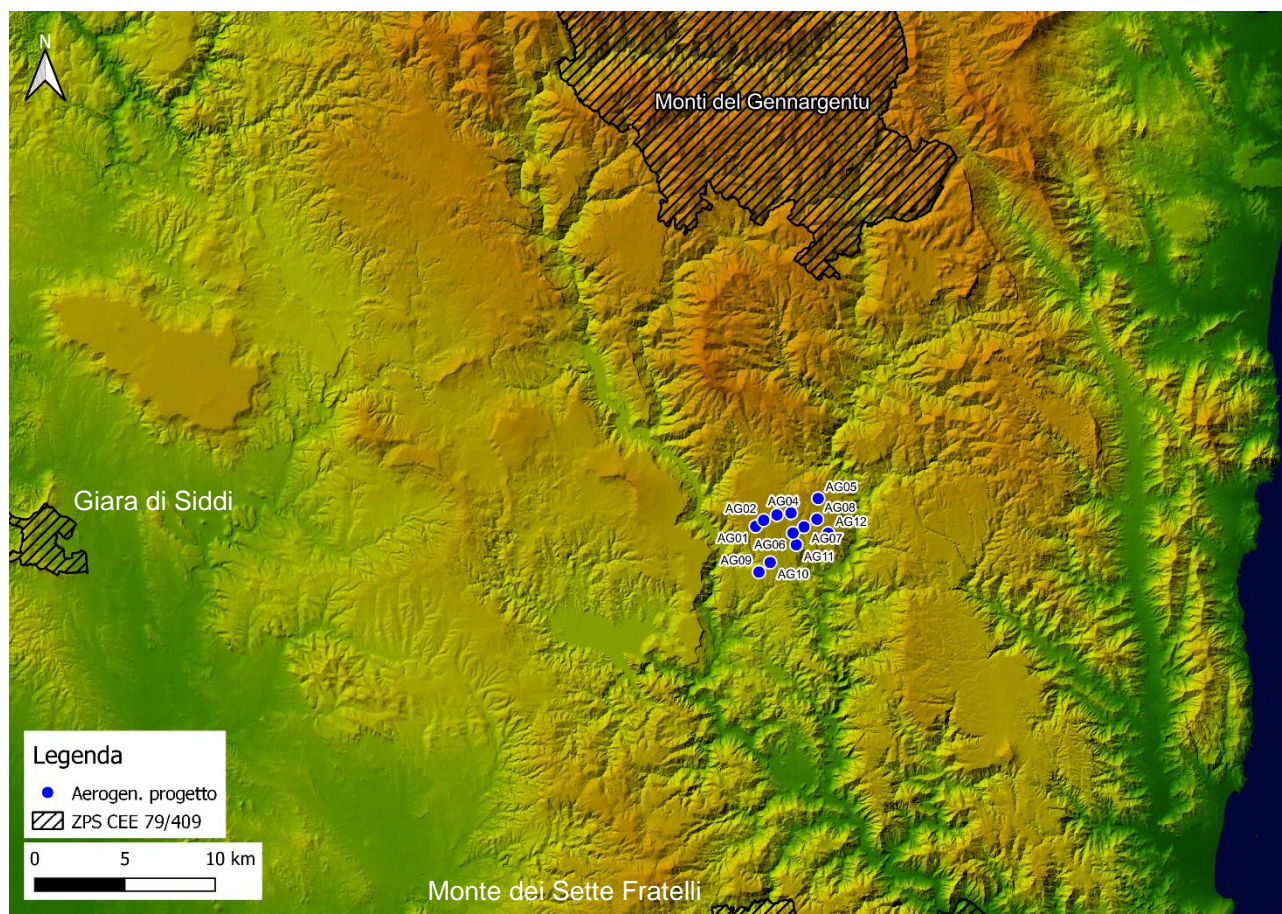 N
Monti del Gennargentu
Giara di Siddi
AG05
AG04
AG02
AG08
AG12
AG01
AG07
AG06
AG11
AG09
AG10
Legenda
Aerogen. progetto
ZPS CEE 79/409
0 5 10 km
Monte dei Sette Fratelli